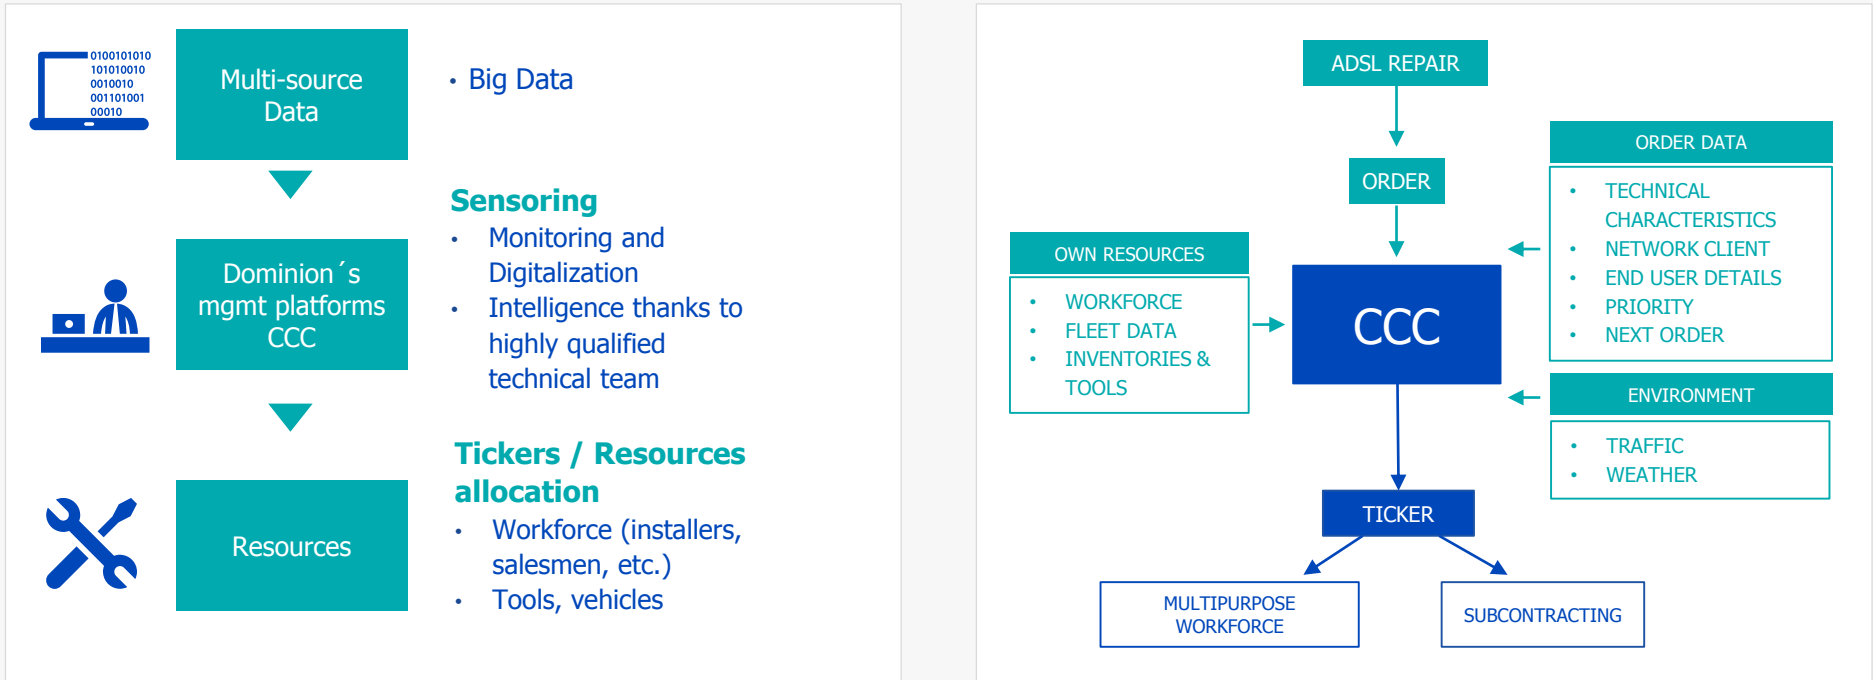 0100101010
101010010
0010010
001101001
00010
Multi-source
Data
• Big Data
Sensoring
• Monitoring and
Digitalization
• Intelligence thanks to
highly qualified
technical team
Dominion´s
mgmt platforms
CCC
Tickers / Resources
allocation
• Workforce (installers,
salesmen, etc.)
• Tools, vehicles
Resources
ADSL REPAIR
ORDER
OWN RESOURCES
• WORKFORCE
• FLEET DATA
• INVENTORIES &
TOOLS
CCC
ORDER DATA
• TECHNICAL
CHARACTERISTICS
• NETWORK CLIENT
• END USER DETAILS
• PRIORITY
• NEXT ORDER
ENVIRONMENT
• TRAFFIC
• WEATHER
TICKER
MULTIPURPOSE
WORKFORCE
SUBCONTRACTING